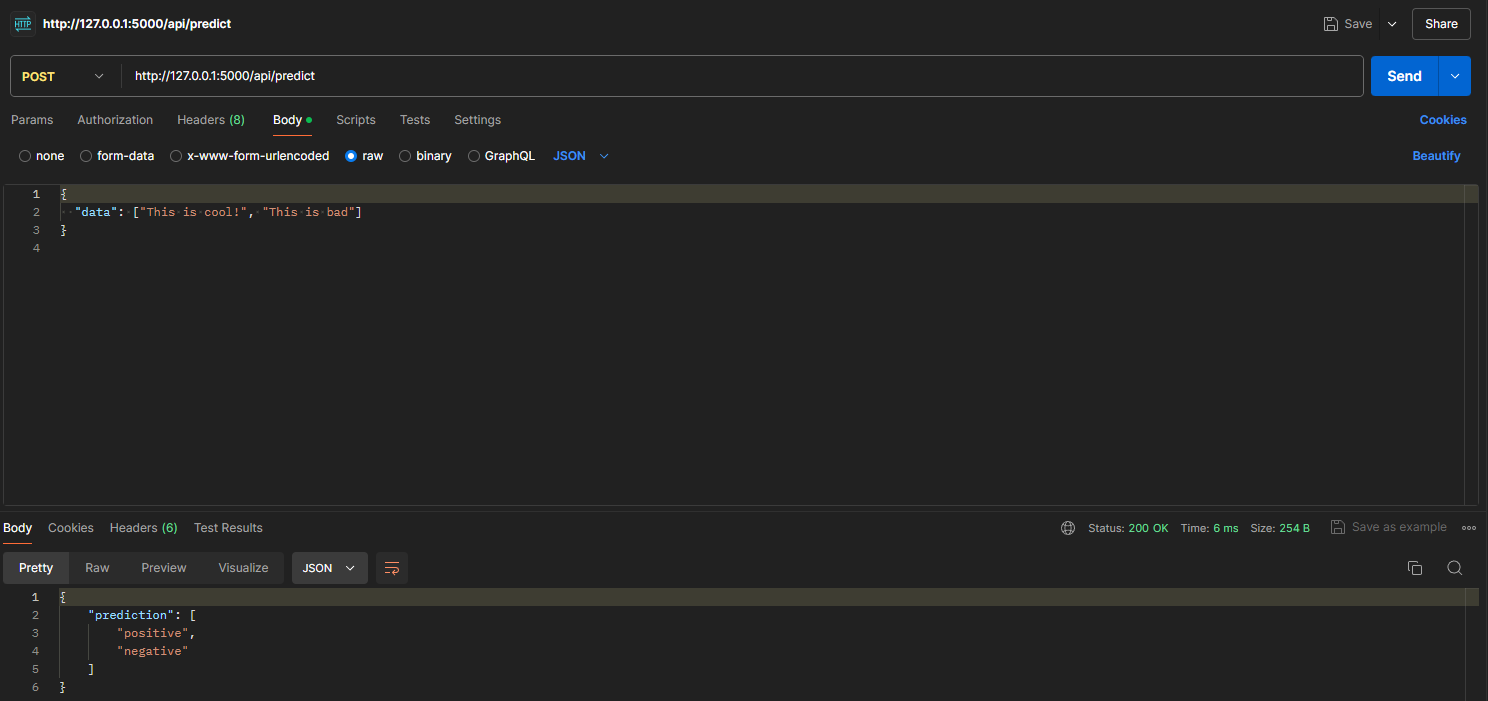 HTTP http://127.0.0.1:5000/api/predict Save Share
POST http://127.0.0.1:5000/api/predict Send
Params Authorization Headers (8) Body Scripts Tests Settings Cookies
none form-data x-www-form-urlencoded raw binary GraphQL JSON Beautify
1 {
2 "data": ["This is cool!", "This is bad"]
3 }
4
Body Cookies Headers (6) Test Results Status: 200 OK Time: 6 ms Size: 254 B Save as example
Pretty Raw Preview Visualize JSON
1 {
2 "prediction": [
3 "positive",
4 "negative"
5 ]
6 }